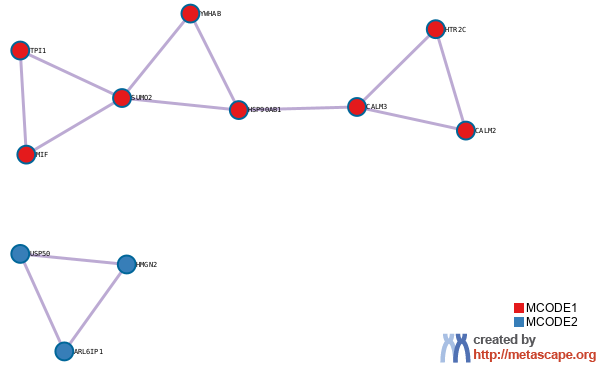 YWHAB
HTR2C
TPI1
SUMO2
HSP90AB1
CALM3
CALM2
MIF
USP50
HMGN2
ARL6IP1
MCODE1
MCODE2
created by
http://metascape.org